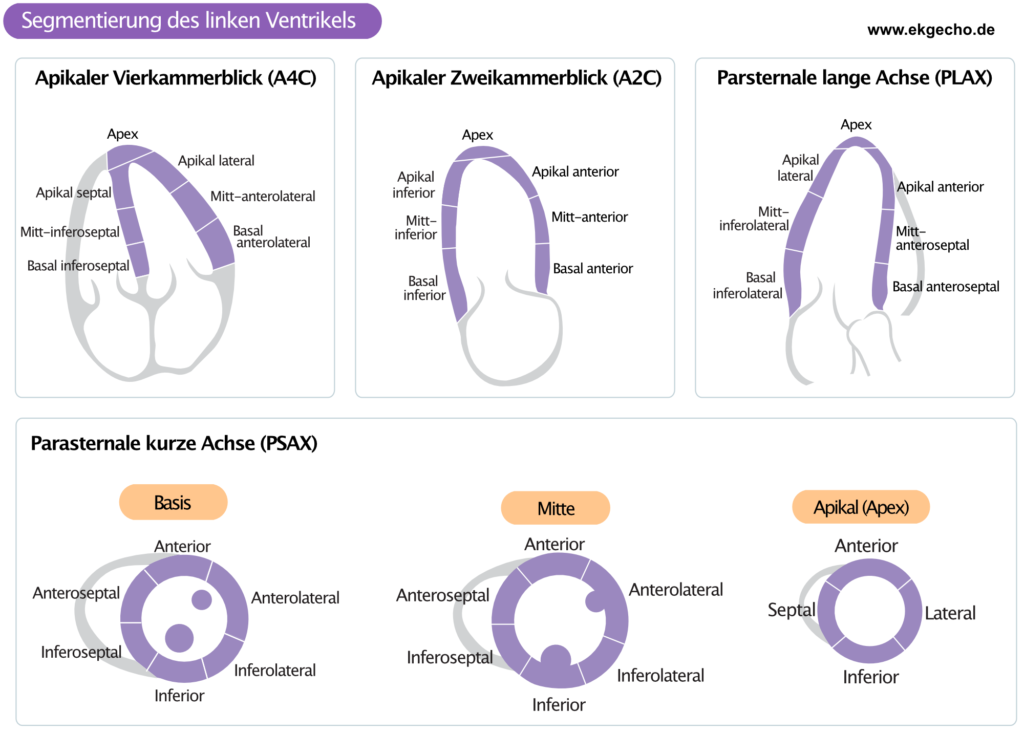 Segmentierung des linken Ventrikels
www.ekgecho.de
Apikaler Vierkammerblick (A4C)
Apex
Apikal lateral
Apikal septal
Mitt-anterolateral
Mitt-inferoseptal
Basal
anterolateral
Basal inferoseptal
Apikaler Zweikammerblick (A2C)
Apex
Apikal
inferior
Apikal anterior
Mitt-
inferior
Mitt-anterior
Basal
inferior
Basal anterior
Parsternale lange Achse (PLAX)
Apex
Apikal
lateral
Apikal anterior
Mitt-
inferolateral
Mitt-
anteroseptal
Basal
inferolateral
Basal anteroseptal
Parasternale kurze Achse (PSAX)
Basis
Anterior
Anteroseptal
Anterolateral
Inferoseptal
Inferolateral
Inferior
Mitte
Anterior
Anteroseptal
Anterolateral
Inferoseptal
Inferolateral
Inferior
Apikal (Apex)
Anterior
Septal
Lateral
Inferior